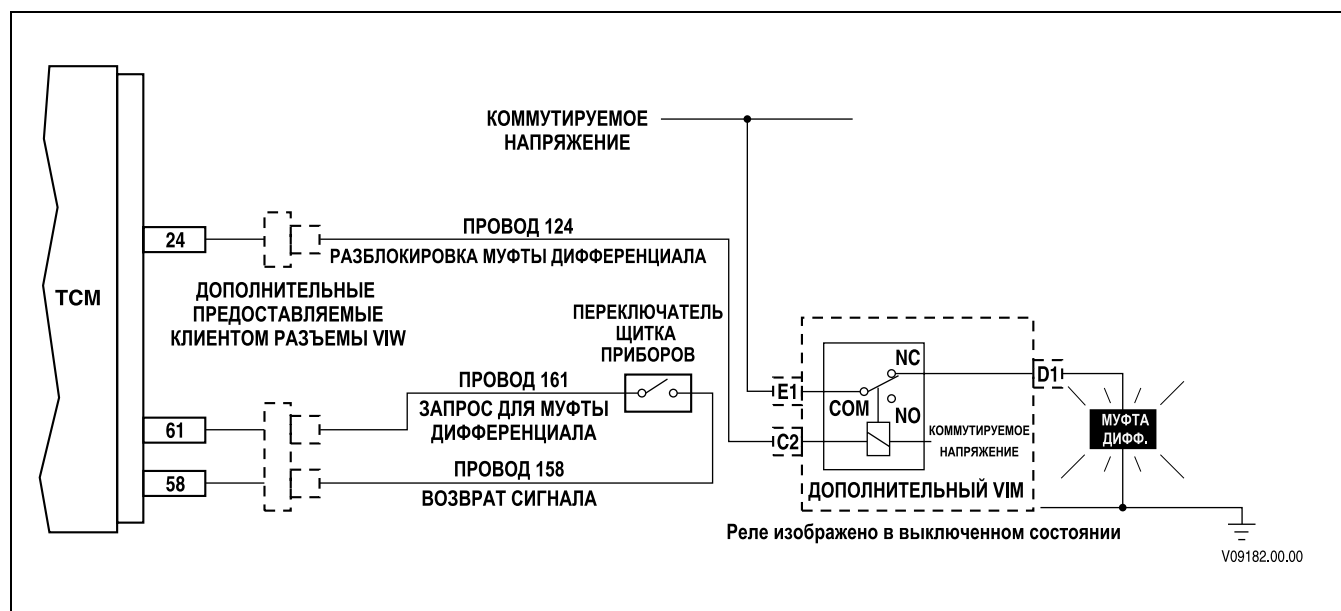 КОММУТИРУЕМОЕ
НАПРЯЖЕНИЕ
TCM
24
ПРОВОД 124
РАЗБЛОКИРОВКА МУФТЫ ДИФФЕРЕНЦИАЛА
ДОПОЛНИТЕЛЬНЫЕ
ПРЕДОСТАВЛЯЕМЫЕ
КЛИЕНТОМ РАЗЪЕМЫ VIW
ПЕРЕКЛЮЧАТЕЛЬ
ЩИТКА
ПРИБОРОВ
61
ПРОВОД 161
ЗАПРОС ДЛЯ МУФТЫ
ДИФФЕРЕНЦИАЛА
58
ПРОВОД 158
ВОЗВРАТ СИГНАЛА
E1
C2
NC
COM
NO
КОММУТИРУЕМОЕ
НАПРЯЖЕНИЕ
ДОПОЛНИТЕЛЬНЫЙ VIM
D1
МУФТА
ДИФФ.
Реле изображено в выключенном состоянии
V09182.00.00